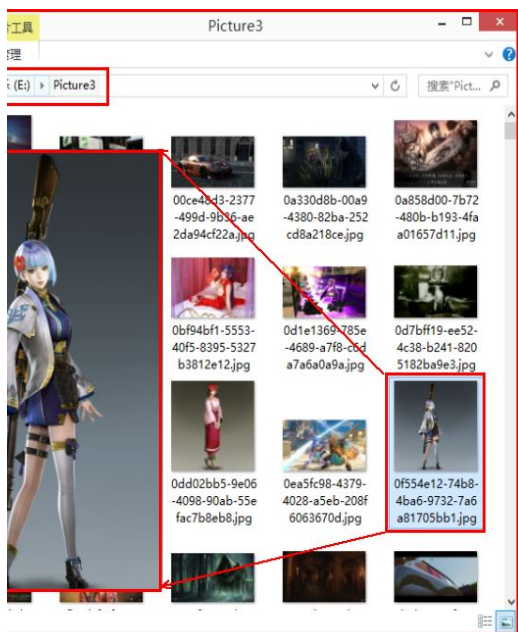 片工具
Picture3
管理
(E:) ▸ Picture3
搜索"Pict...
00ce48d3-2377
-499d-9b36-ae
2da94cf22a.jpg
0a330d8b-00a9
-4380-82ba-252
cd8a218ce.jpg
0a858d00-7b72
-480b-b193-4fa
a01657d11.jpg
0bf94bf1-5553-
40f5-8395-5327
b3812e12.jpg
0d1e1369-785e
-4689-a7f8-c6d
a7a6a0a9a.jpg
0d7bff19-ee52-
4c38-b241-820
5182ba9e3.jpg
0dd02bb5-9e06
-4098-90ab-55e
fac7b8eb8.jpg
0ea5fc98-4379-
4028-a5eb-208f
6063670d.jpg
0f554e12-74b8-
4ba6-9732-7a6
a81705bb1.jpg